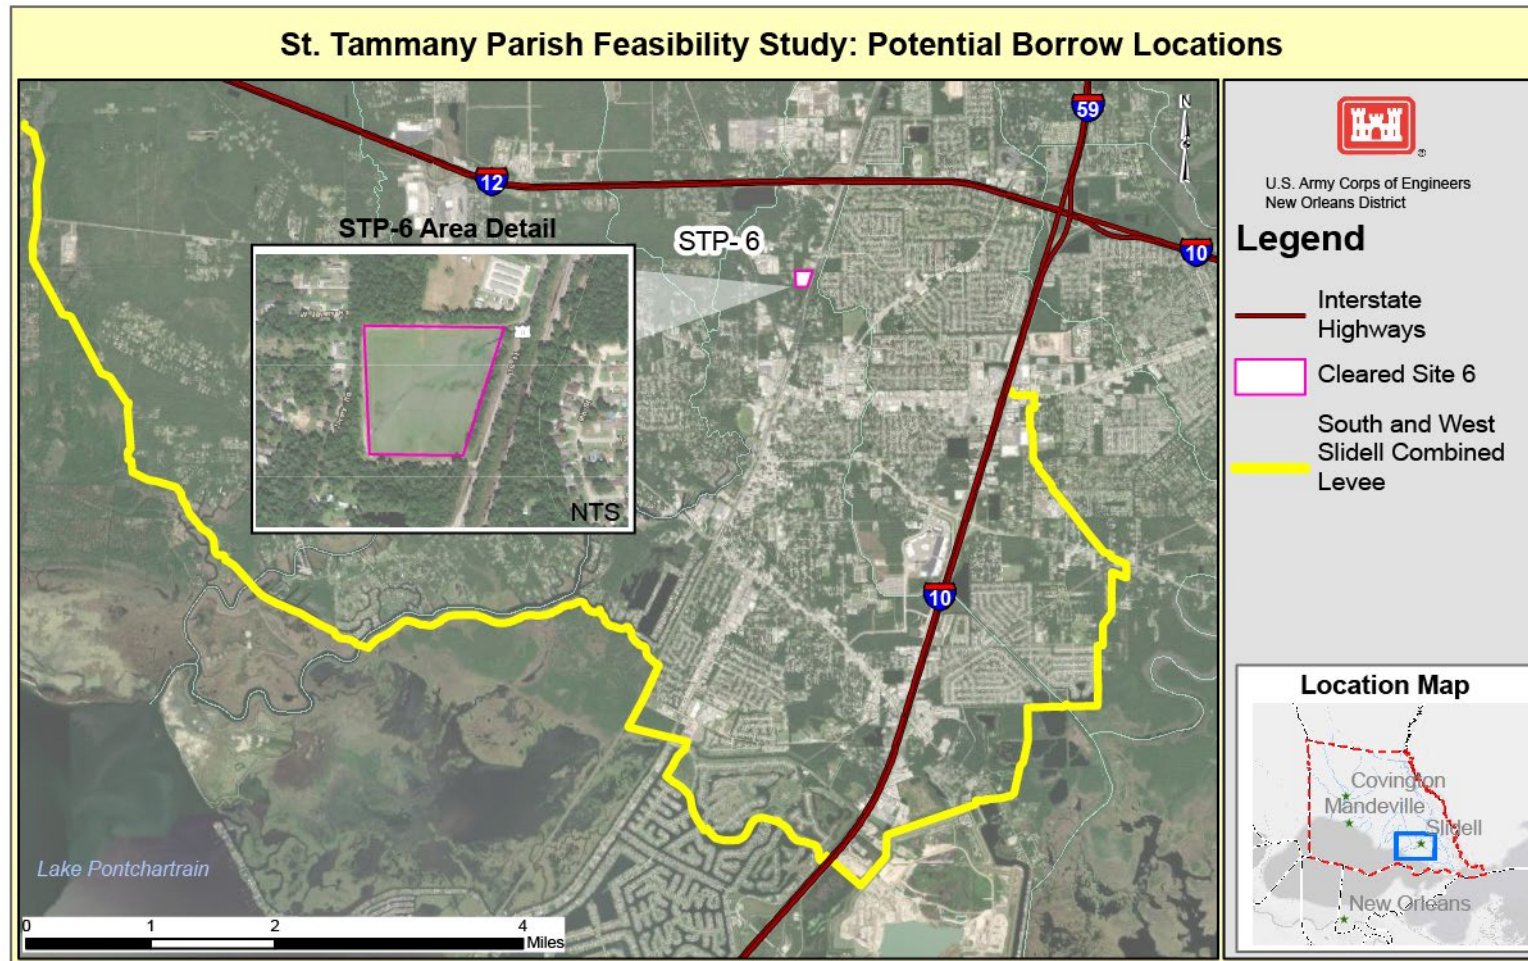 St. Tammany Parish Feasibility Study: Potential Borrow Locations
59
N
12
STP-6 Area Detail
STP- 6
10
NTS
10
Lake Pontchartrain
0 1 2 4
Miles
U.S. Army Corps of Engineers
New Orleans District
Legend
Interstate
Highways
Cleared Site 6
South and West
Slidell Combined
Levee
Location Map
Covington
Mandeville
Slidell
New Orleans